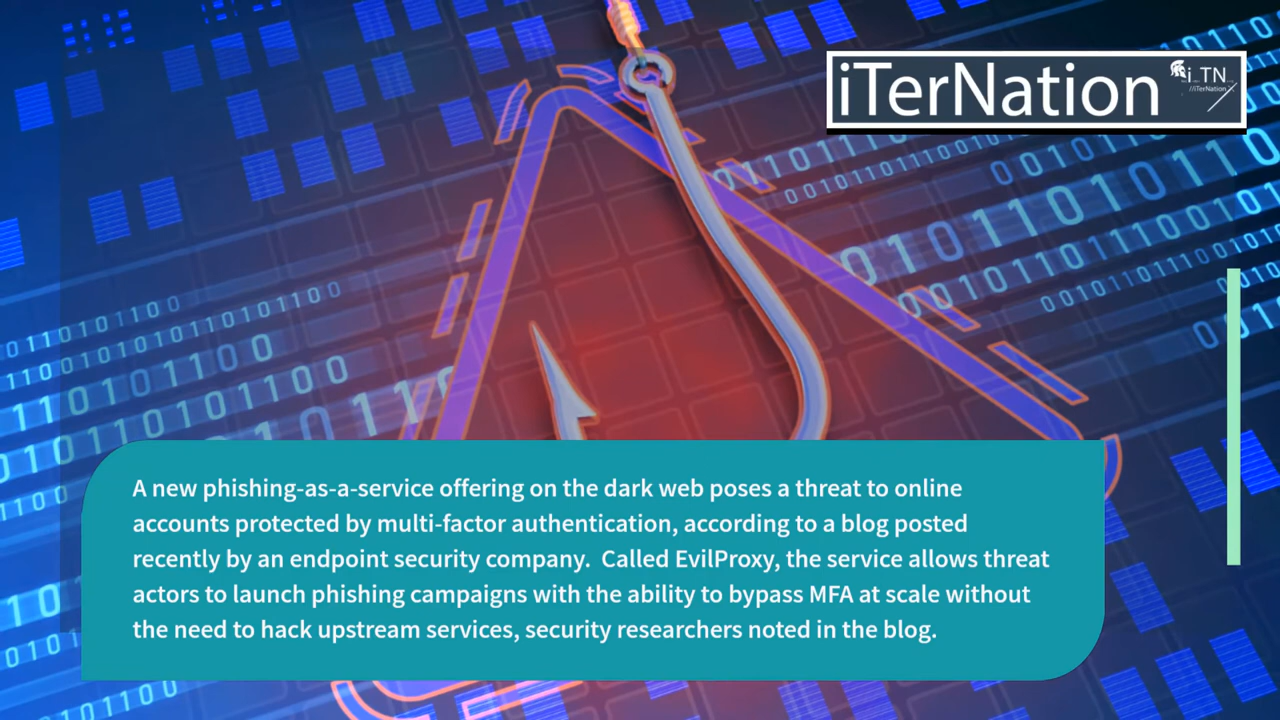 iTerNation
i_TN
//iTerNation
A new phishing-as-a-service offering on the dark web poses a threat to online
accounts protected by multi-factor authentication, according to a blog posted
recently by an endpoint security company.  Called EvilProxy, the service allows threat
actors to launch phishing campaigns with the ability to bypass MFA at scale without
the need to hack upstream services, security researchers noted in the blog.